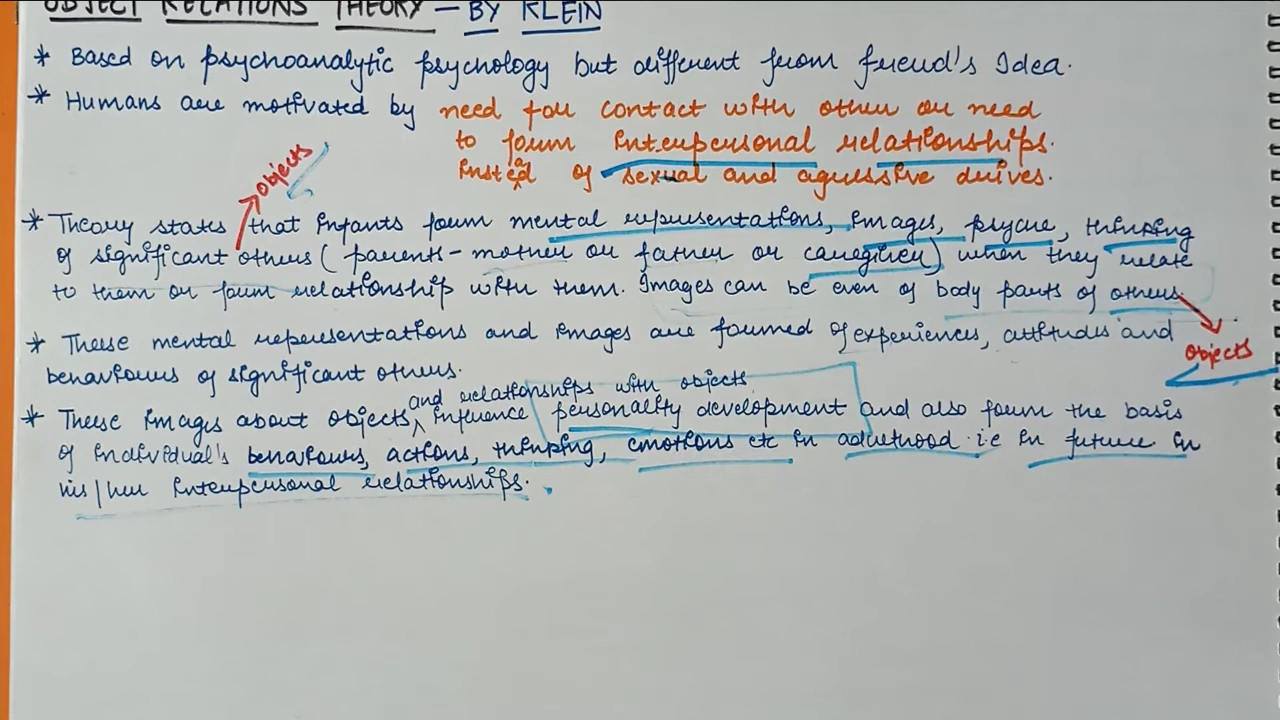 OBJECT RELATIONS THEORY - BY KLEIN
* Based on psychoanalytic psychology but different from freud's Idea.
* Humans are motivated by need for contact with other or need
to form interpersonal relationships.
insted a of sexual and agressive drives.
objects
* Theory states that infants form mental representations, images, psyche, thinking
of significant others (parents - mother or father or caregiver) when they relate
to them or form relationship with them. Images can be even of body parts of others.
objects
* These mental representations and images are formed of experiences, attitudes and
behaviours of significant others.
and relationships with objects
* These images about objects ^ influence personality development and also form the basis
of individual's behaviours, actions, thinking, emotions etc in adulthood i.e in future in
his/her interpersonal relationships.